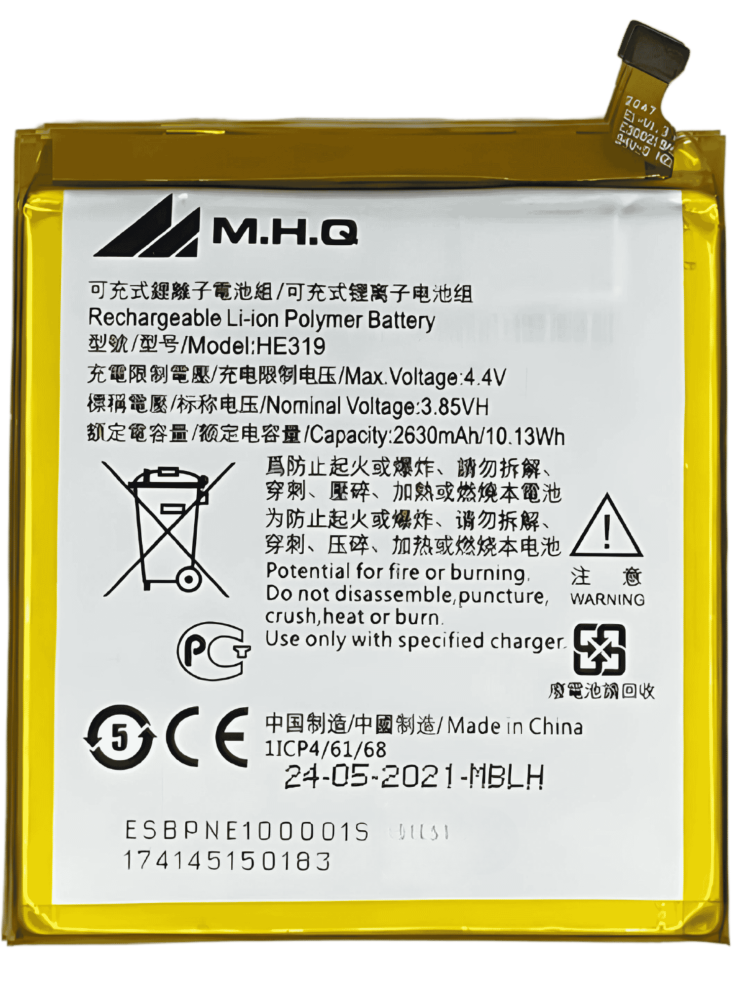 2047
M.H.Q
可充式鋰離子電池組/可充式锂离子电池组
Rechargeable Li-ion Polymer Battery
型號/型号/Model:HE319
充電限制電壓/充电限制电压/Max.Voltage:4.4V
標稱電壓/标称电压/Nominal Voltage:3.85VH
額定電容量/额定电容量/Capacity:2630mAh/10.13Wh
爲防止起火或爆炸、請勿拆解、
穿刺、壓碎、加熱或燃燒本電池
为防止起火或爆炸、请勿拆解、
穿刺、压碎、加热或燃烧本电池
Potential for fire or burning.
Do not disassemble,puncture,
crush,heat or burn.
Use only with specified charger.
注 意
WARNING
廢電池請回收
5
中国制造/中國製造/Made in China
1ICP4/61/68
24-05-2021-MBLH
ESBPNE100001S
174145150183